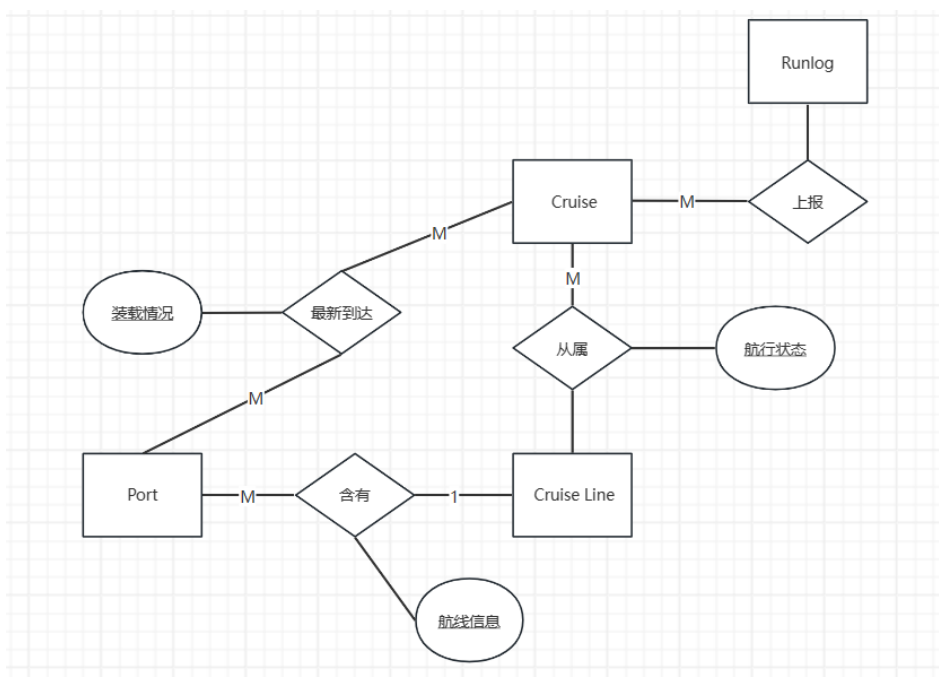 Runlog
Cruise
M
上报
M
M
装载情况
最新到达
从属
航行状态
M
Port
M
含有
1
Cruise Line
航线信息